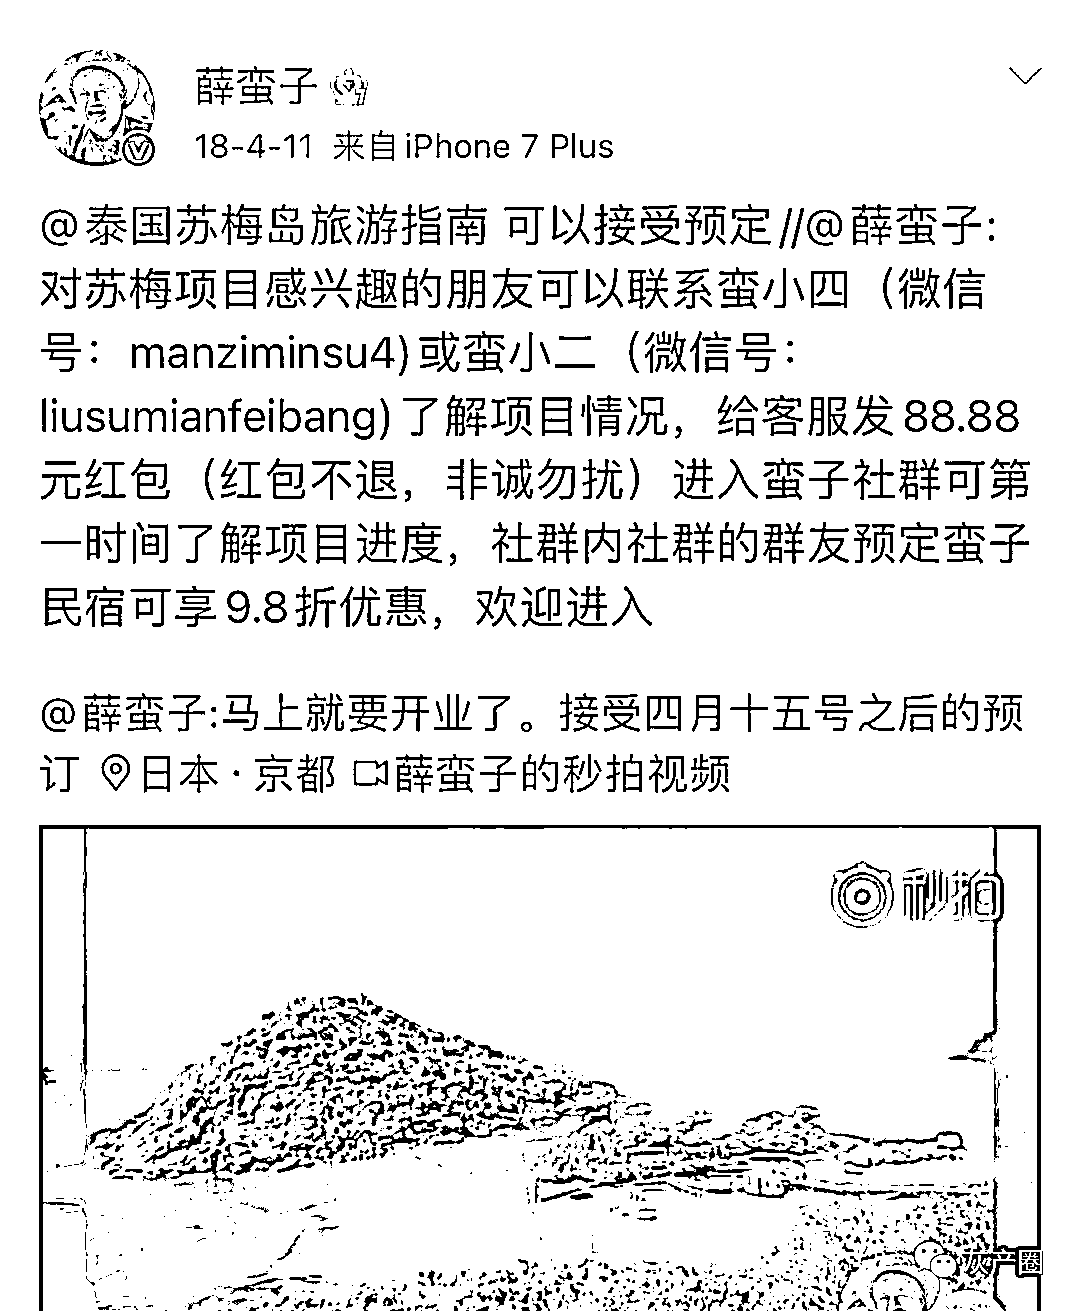 薛蛮子
18-4-11 来自iPhone 7 Plus
@泰国苏梅岛旅游指南 可以接受预定//@薛蛮子:
对苏梅项目感兴趣的朋友可以联系蛮小四（微信
号：manziminsu4)或蛮小二（微信号：
liusumianfeibang)了解项目情况，给客服发88.88
元红包（红包不退，非诚勿扰）进入蛮子社群可第
一时间了解项目进度，社群内社群的群友预定蛮子
民宿可享9.8折优惠，欢迎进入
@薛蛮子:马上就要开业了。接受四月十五号之后的预
订 日本·京都 薛蛮子的秒拍视频
秒拍
灰产圈